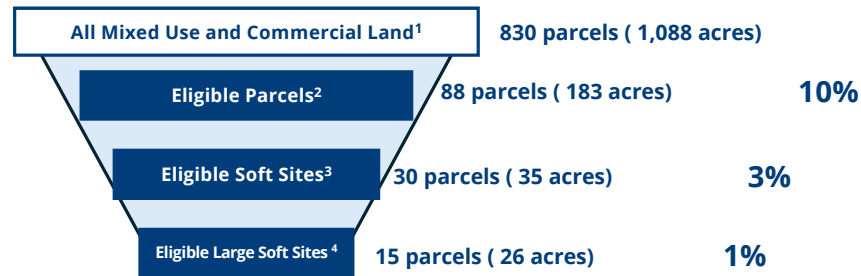 All Mixed Use and Commercial Land¹ 830 parcels ( 1,088 acres)
Eligible Parcels² 88 parcels ( 183 acres) 10%
Eligible Soft Sites³ 30 parcels ( 35 acres) 3%
Eligible Large Soft Sites ⁴ 15 parcels ( 26 acres) 1%